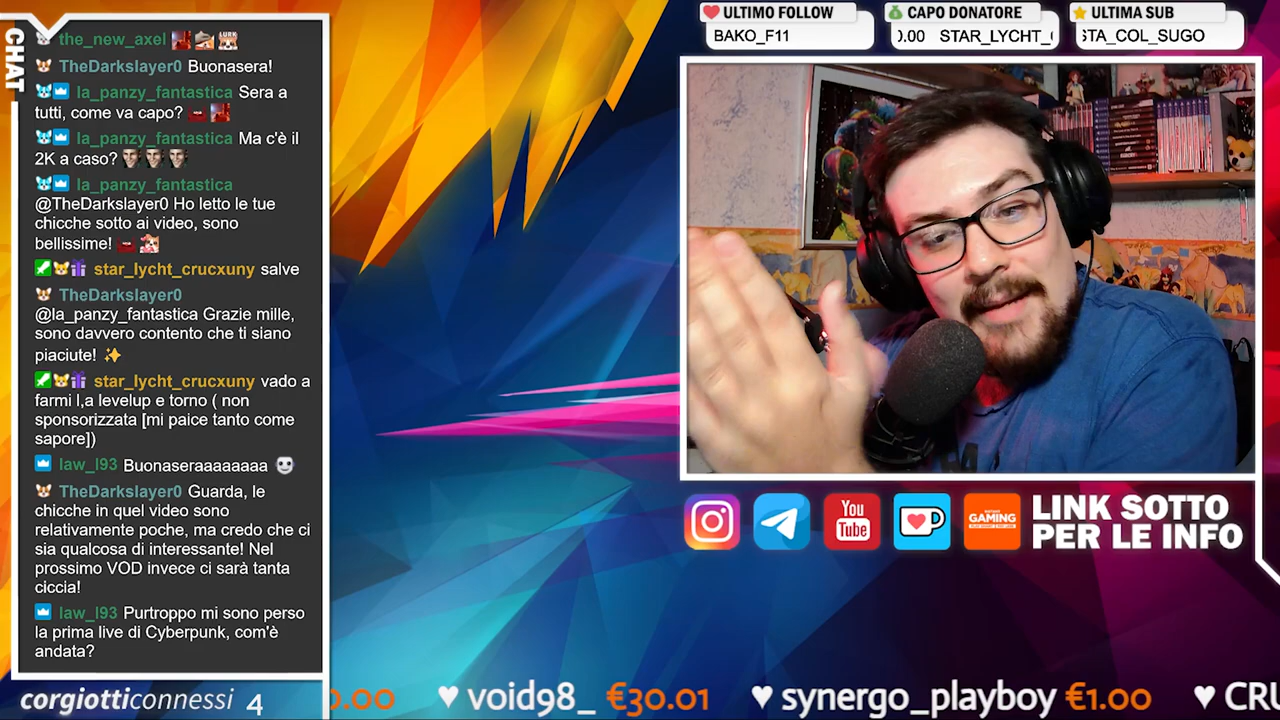 CHAT
the_new_axel
TheDarkslayer0 Buonasera!
la_panzy_fantastica Sera a
tutti, come va capo?
la_panzy_fantastica Ma c'è il
2K a caso?
la_panzy_fantastica
@TheDarkslayer0 Ho letto le tue
chicche sotto ai video, sono
bellissime!
star_lycht_crucxuny salve
TheDarkslayer0
@la_panzy_fantastica Grazie mille,
sono davvero contento che ti siano
piaciute!
star_lycht_crucxuny vado a
farmi l,a levelup e torno ( non
sponsorizzata [mi paice tanto come
sapore])
law_l93 Buonaseraaaaaaaa
TheDarkslayer0 Guarda, le
chicche in quel video sono
relativamente poche, ma credo che ci
sia qualcosa di interessante! Nel
prossimo VOD invece ci sarà tanta
ciccia!
law_l93 Purtroppo mi sono perso
la prima live di Cyberpunk, com'è
andata?
corgiotticonnessi 4
ULTIMO FOLLOW
BAKO_F11
CAPO DONATORE
0.00 STAR_LYCHT_
ULTIMA SUB
STA_COL_SUGO
You
Tube
INSTANT
GAMING
LINK SOTTO
PER LE INFO
0.00 ♥ void98_ €30.01 ♥ synergo_playboy €1.00 ♥ CRU